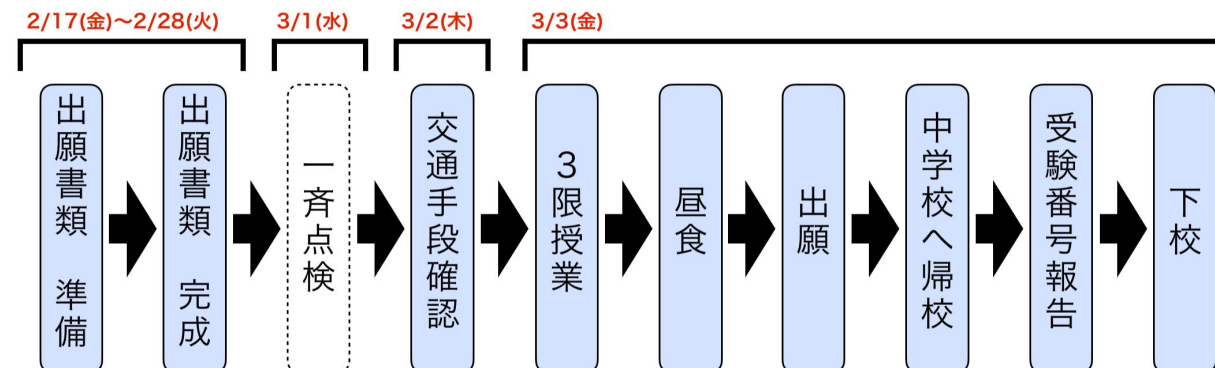 2/17(金)〜2/28(火)
3/1(水)
3/2(木)
3/3(金)
出願書類 準備
出願書類 完成
一斉点検
交通手段確認
3限授業
昼食
出願
中学校へ帰校
受験番号報告
下校